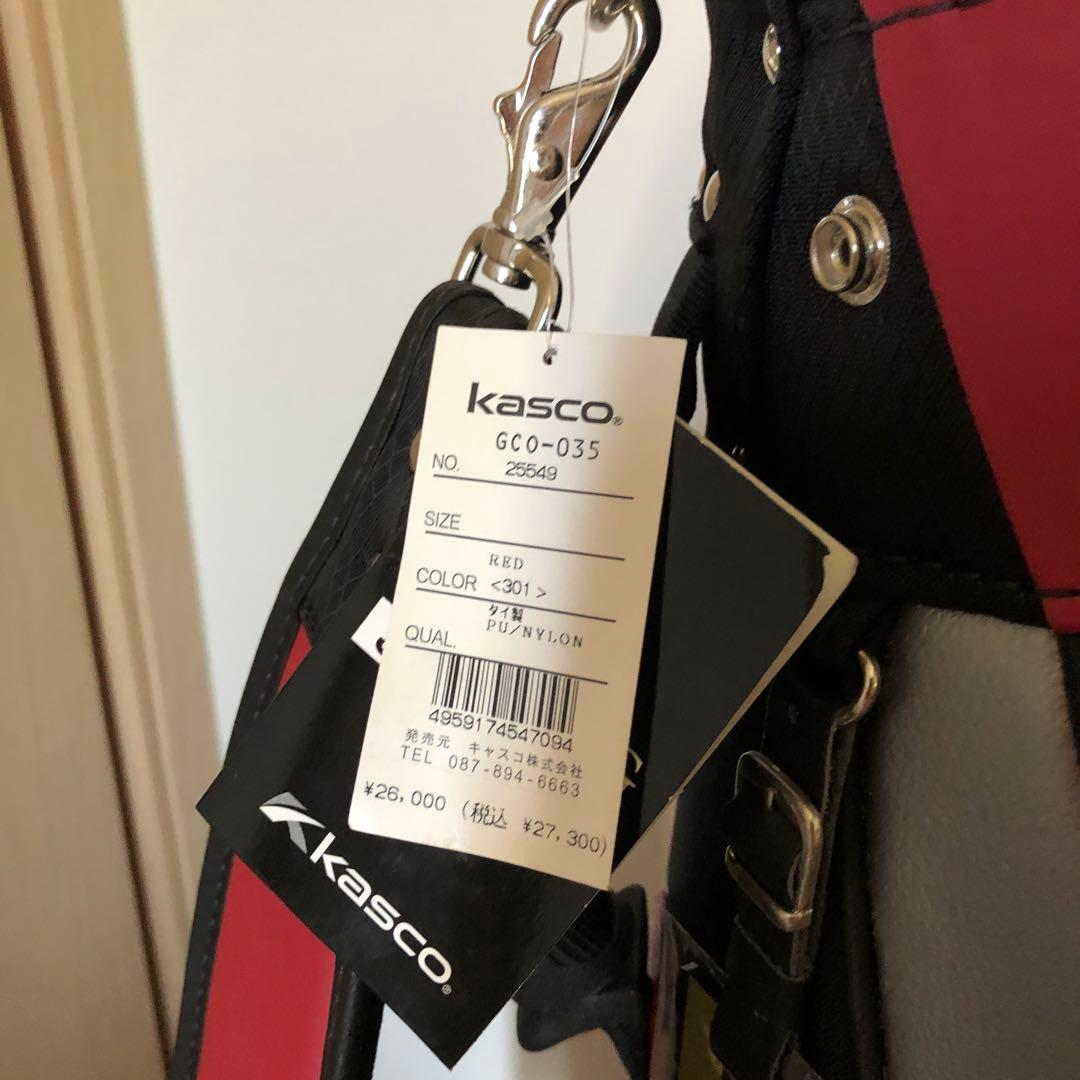 kasco®
GCO-035
NO. 25549
SIZE
RED
COLOR <301>
タイ製
QUAL. PU/NYLON
4959174547094
発売元 キャスコ株式会社
TEL 087-894-6663
¥26,000 (税込 ¥27,300)
kasco®